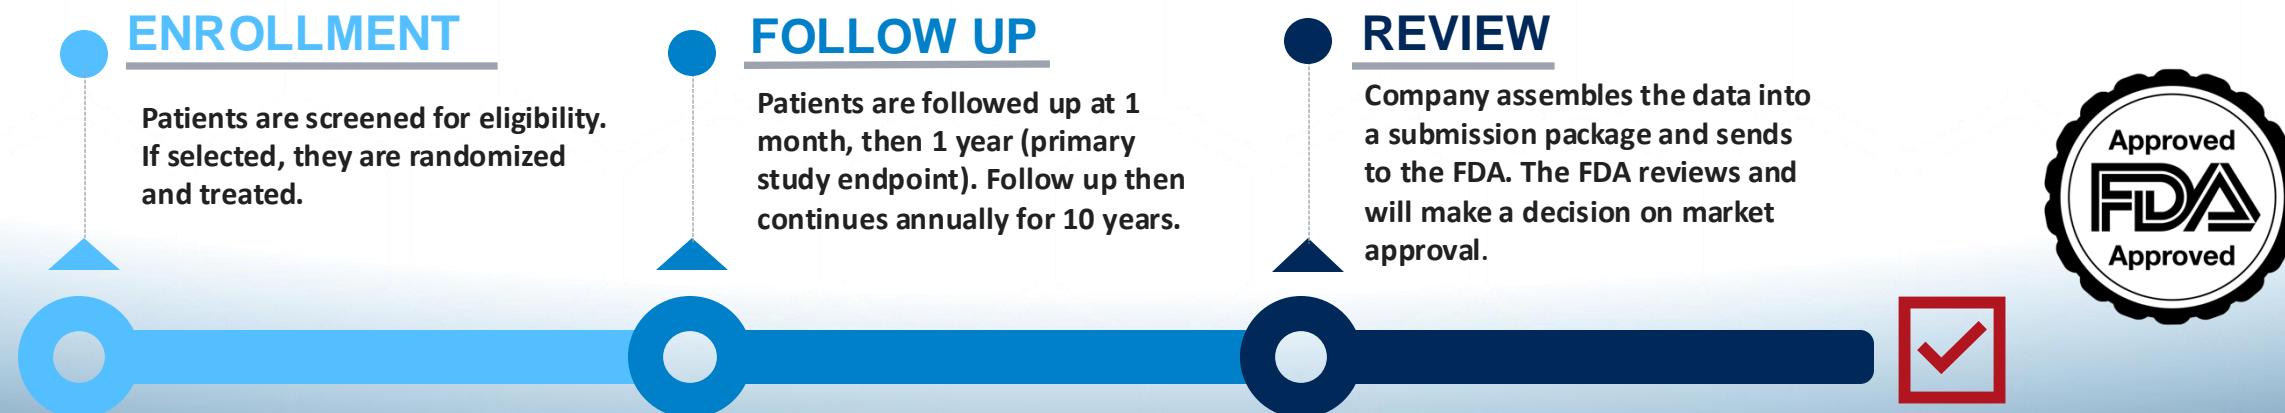 ENROLLMENT
Patients are screened for eligibility.
If selected, they are randomized
and treated.
FOLLOW UP
Patients are followed up at 1
month, then 1 year (primary
study endpoint). Follow up then
continues annually for 10 years.
REVIEW
Company assembles the data into
a submission package and sends
to the FDA. The FDA reviews and
will make a decision on market
approval.
Approved
FDA
Approved